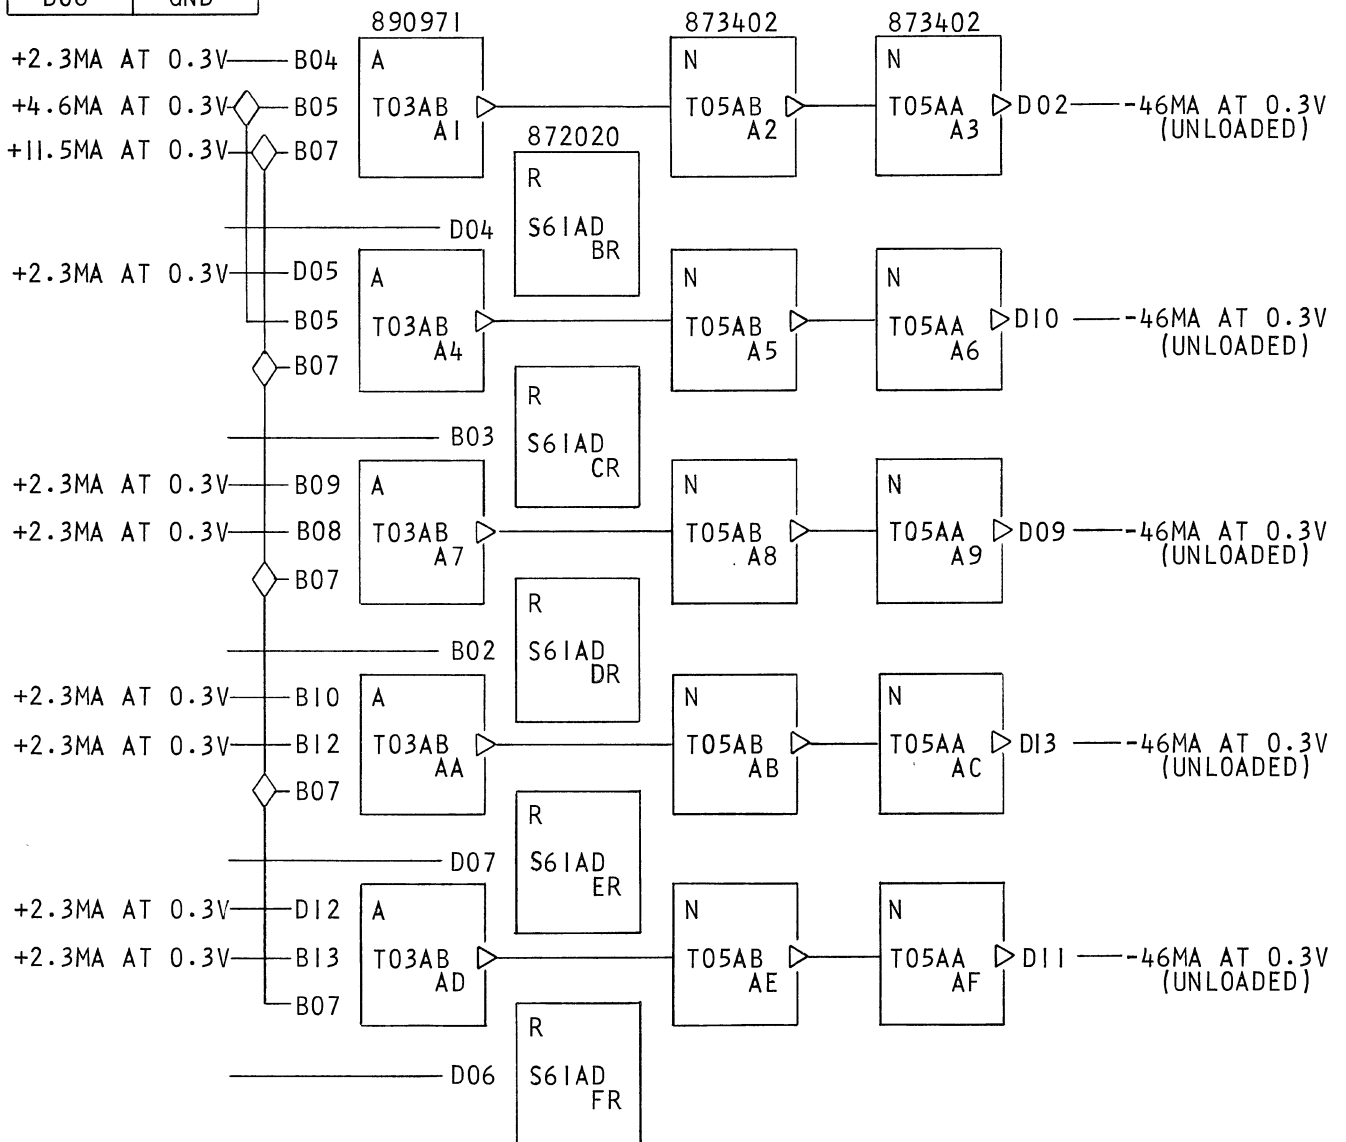 GND
890971 873402 873402
+2.3MA AT 0.3V B04 A N N
+4.6MA AT 0.3V B05 T03AB T05AB T05AA D02 -46MA AT 0.3V
A1 A2 A3 (UNLOADED)
+11.5MA AT 0.3V B07 872020
R
D04 S61AD
BR
+2.3MA AT 0.3V D05 A N N
B05 T03AB T05AB T05AA D10 -46MA AT 0.3V
A4 A5 A6 (UNLOADED)
B07
R
B03 S61AD
CR
+2.3MA AT 0.3V B09 A N N
+2.3MA AT 0.3V B08 T03AB T05AB T05AA D09 -46MA AT 0.3V
A7 A8 A9 (UNLOADED)
B07
R
B02 S61AD
DR
+2.3MA AT 0.3V B10 A N N
+2.3MA AT 0.3V B12 T03AB T05AB T05AA D13 -46MA AT 0.3V
AA AB AC (UNLOADED)
B07
R
D07 S61AD
ER
+2.3MA AT 0.3V D12 A N N
+2.3MA AT 0.3V B13 T03AB T05AB T05AA D11 -46MA AT 0.3V
AD AE AF (UNLOADED)
B07
R
D06 S61AD
FR